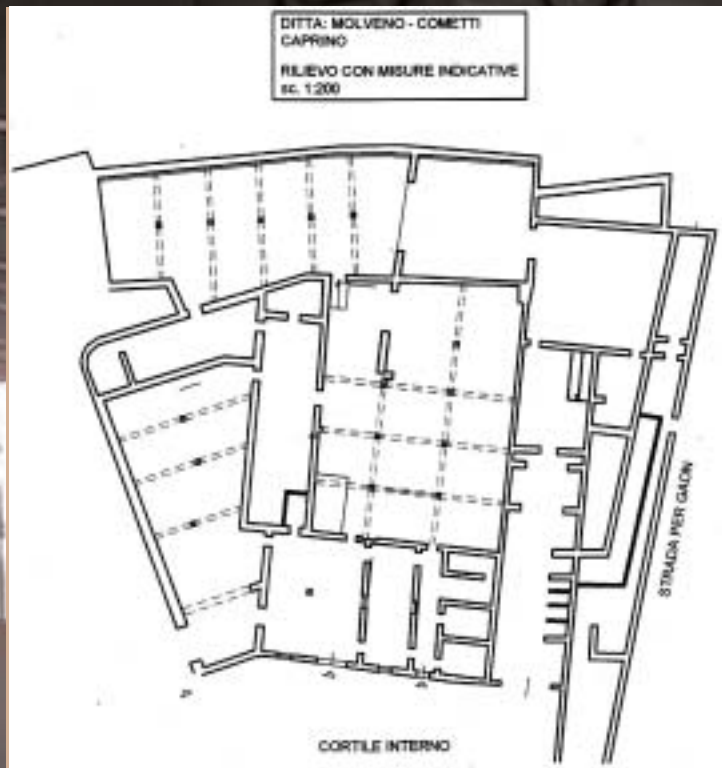 DITTA: MOLVENO - COMETTI
CAPRINO
RILIEVO CON MISURE INDICATIVE
sc. 1:200
STRADA PER GAON
CORTILE INTERNO